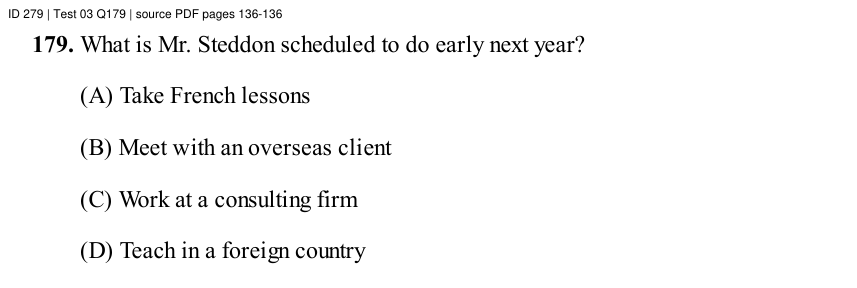 ID 279 | Test 03 Q179 | source PDF pages 136-136
179. What is Mr. Steddon scheduled to do early next year?
(A) Take French lessons
(B) Meet with an overseas client
(C) Work at a consulting firm
(D) Teach in a foreign country